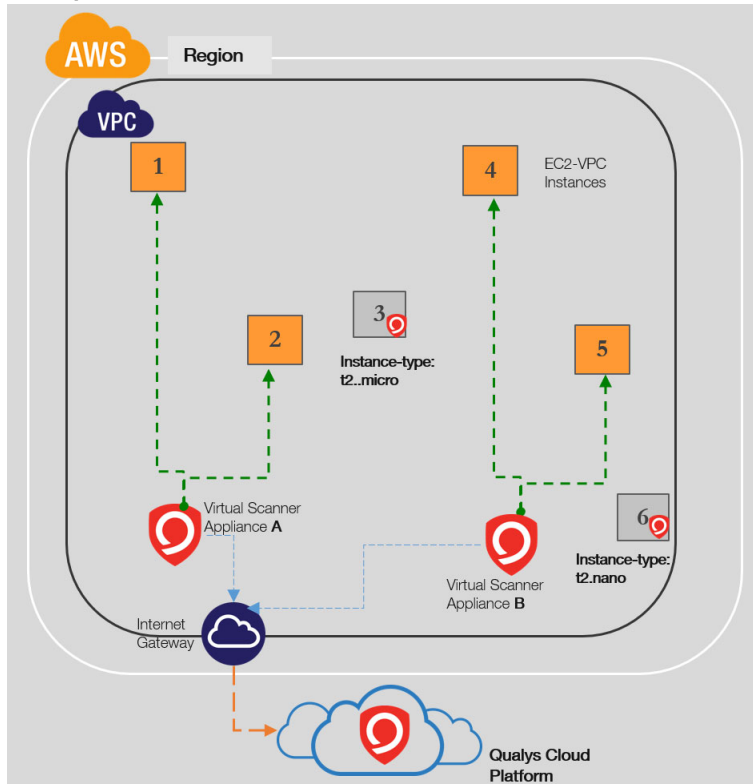 AWS
Region
VPC
1
4
EC2-VPC
Instances
2
3
5
Instance-type:
t2..micro
Virtual Scanner
Appliance A
6
Instance-type:
t2.nano
Virtual Scanner
Appliance B
Internet
Gateway
Qualys Cloud
Platform